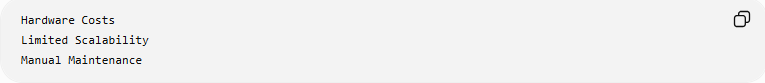 Hardware Costs
Limited Scalability
Manual Maintenance